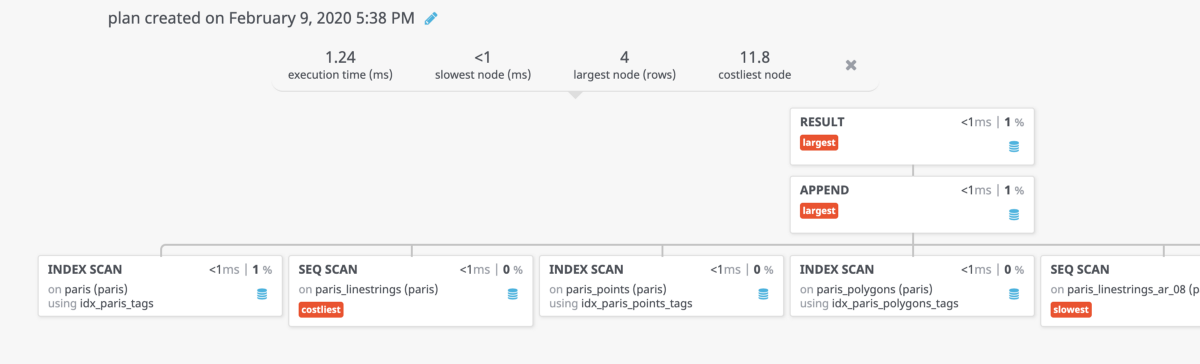 plan created on February 9, 2020 5:38 PM
1.24 <1 4 11.8
execution time (ms) slowest node (ms) largest node (rows) costliest node
RESULT <1ms | 1 %
largest
APPEND <1ms | 1 %
largest
INDEX SCAN <1ms | 1 %
on paris (paris)
using idx_paris_tags
SEQ SCAN <1ms | 0 %
on paris_linestrings (paris)
costliest
INDEX SCAN <1ms | 0 %
on paris_points (paris)
using idx_paris_points_tags
INDEX SCAN <1ms | 0 %
on paris_polygons (paris)
using idx_paris_polygons_tags
SEQ SCAN
on paris_linestrings_ar_08 (p
slowest